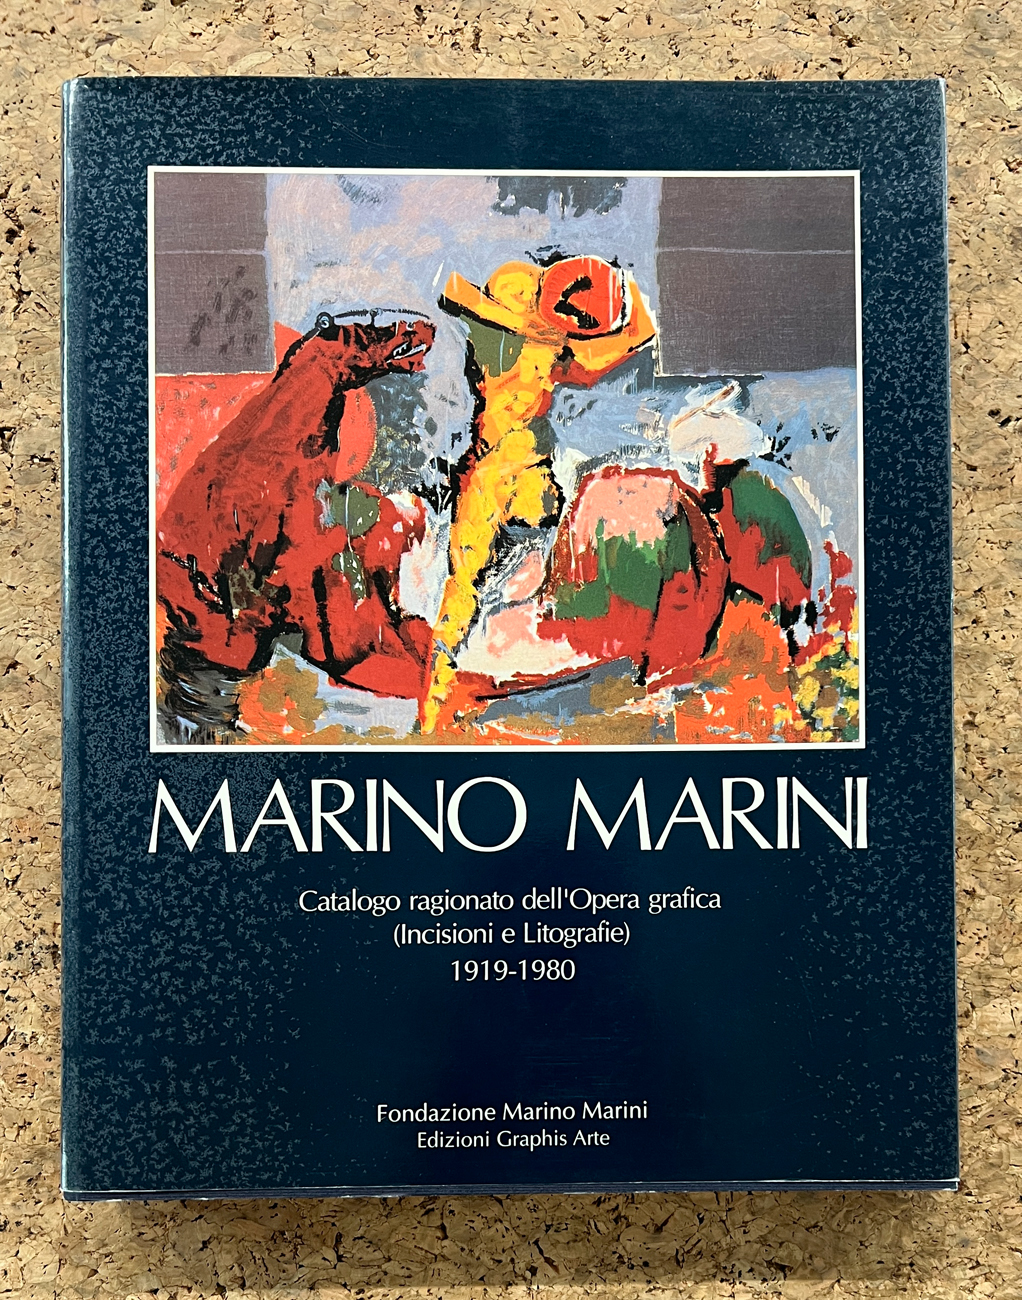 MARINO MARINI
Catalogo ragionato dell'Opera grafica
(Incisioni e Litografie)
1919-1980
Fondazione Marino Marini
Edizioni Graphis Arte